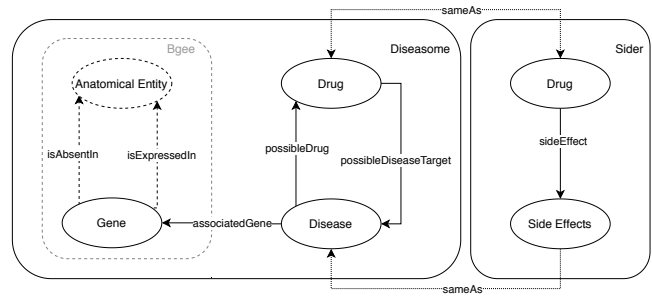 sameAs
Bgee
Diseasome
Sider
Anatomical Entity
Drug
Drug
isAbsentIn
isExpressedIn
possibleDrug
possibleDiseaseTarget
sideEffect
Gene
associatedGene
Disease
Side Effects
sameAs